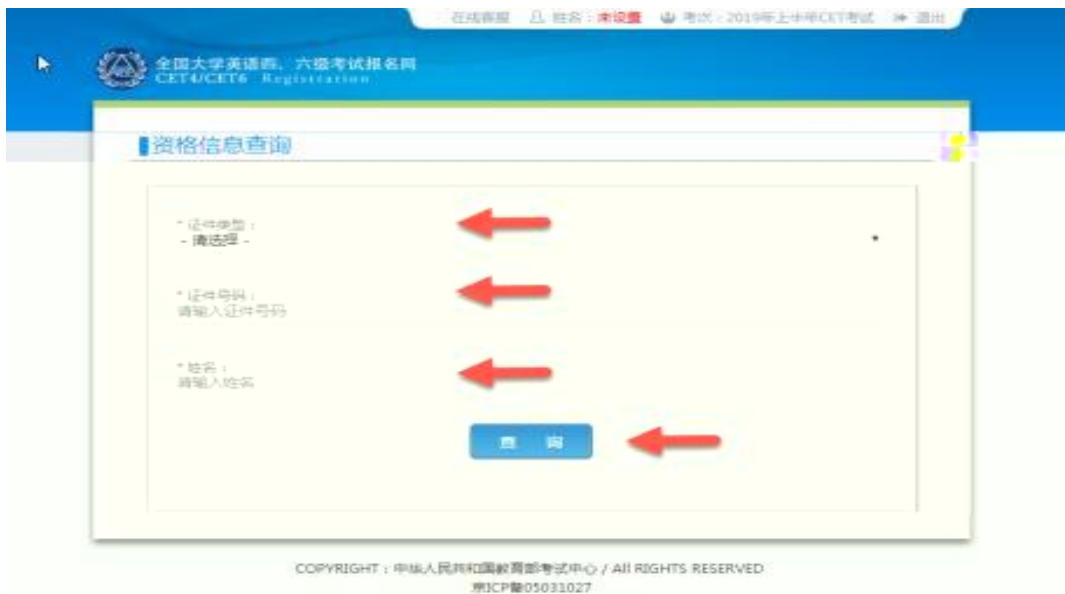 在线客服 姓名：未设置 考次：2019年上半年CET考试 退出
全国大学英语四、六级考试报名网
CET4/CET6 Registration
资格信息查询
* 证件类型：
- 请选择 -
* 证件号码：
请输入证件号码
* 姓名：
请输入姓名
查 询
COPYRIGHT：中华人民共和国教育部考试中心 / All RIGHTS RESERVED
京ICP备05031027